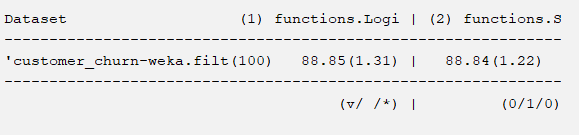 Dataset (1) functions.Logi | (2) functions.S
--------------------------------------------------------------
'customer_churn-weka.filt(100) 88.85(1.31) | 88.84(1.22)
--------------------------------------------------------------
(v/ /*) | (0/1/0)